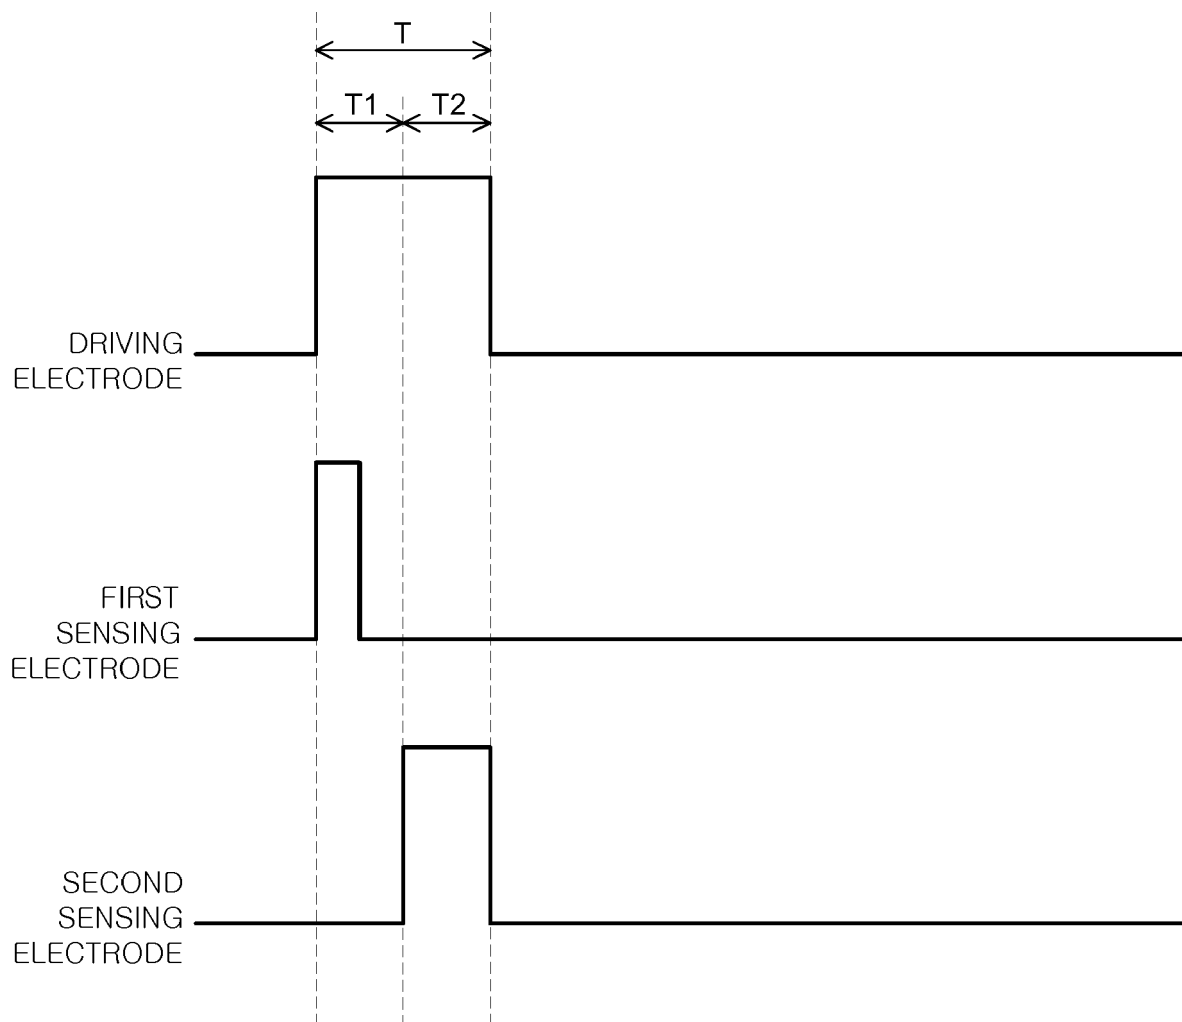 T
T1 T2
DRIVING
ELECTRODE
FIRST
SENSING
ELECTRODE
SECOND
SENSING
ELECTRODE